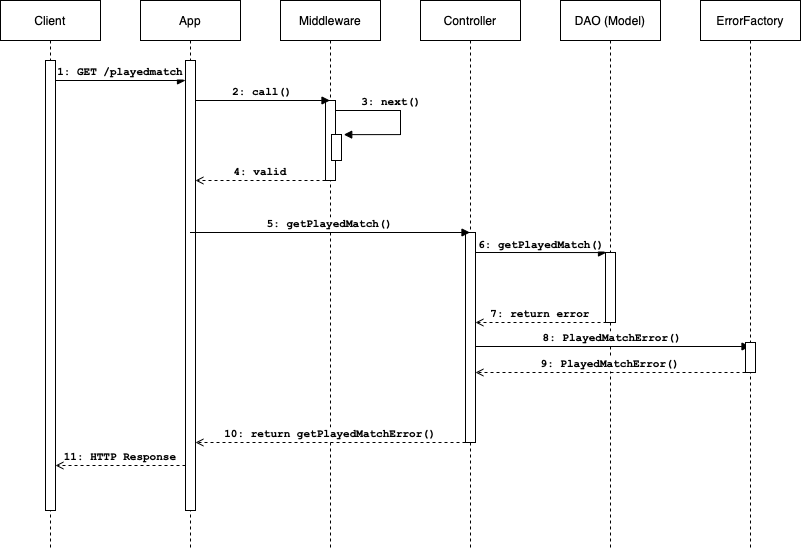 Client
App
Middleware
Controller
DAO (Model)
ErrorFactory
1: GET /playedmatch
2: call()
3: next()
4: valid
5: getPlayedMatch()
6: getPlayedMatch()
7: return error
8: PlayedMatchError()
9: PlayedMatchError()
10: return getPlayedMatchError()
11: HTTP Response